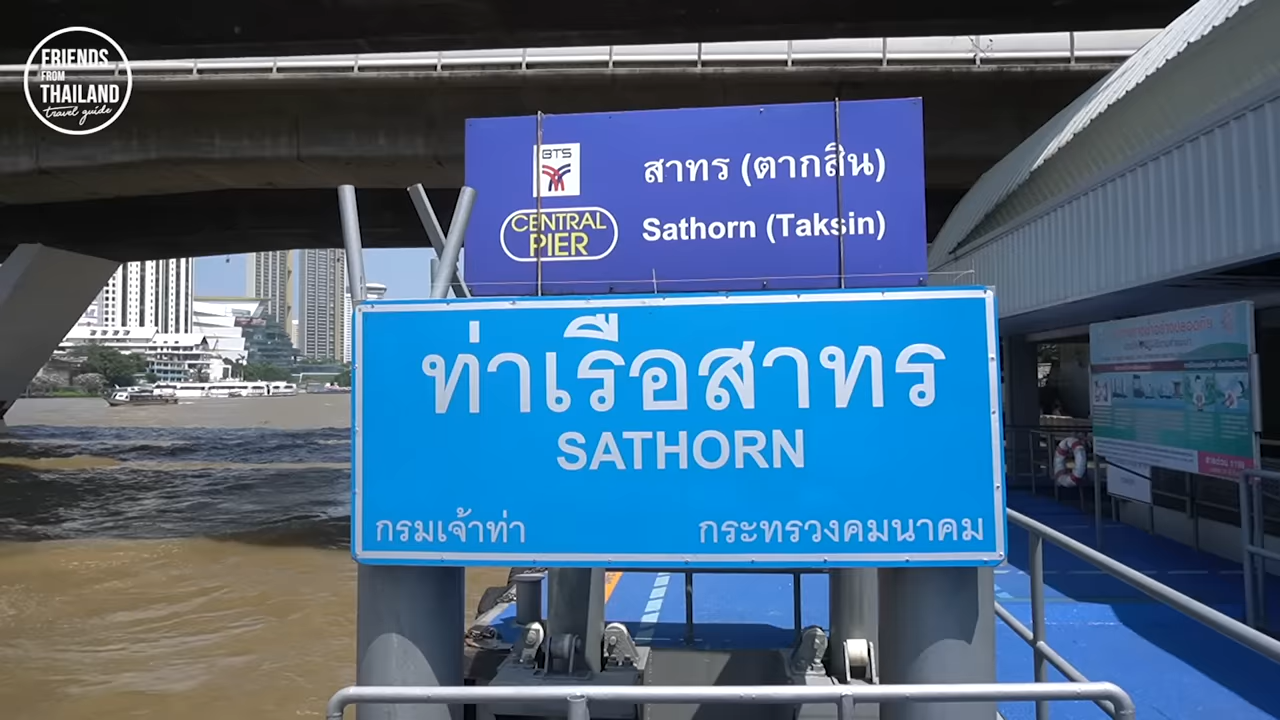 FRIENDS
FROM
THAILAND
travel guide
BTS
สาทร (ตากสิน)
CENTRAL
PIER
Sathorn (Taksin)
ท่าเรือสาทร
SATHORN
กรมเจ้าท่า
กระทรวงคมนาคม